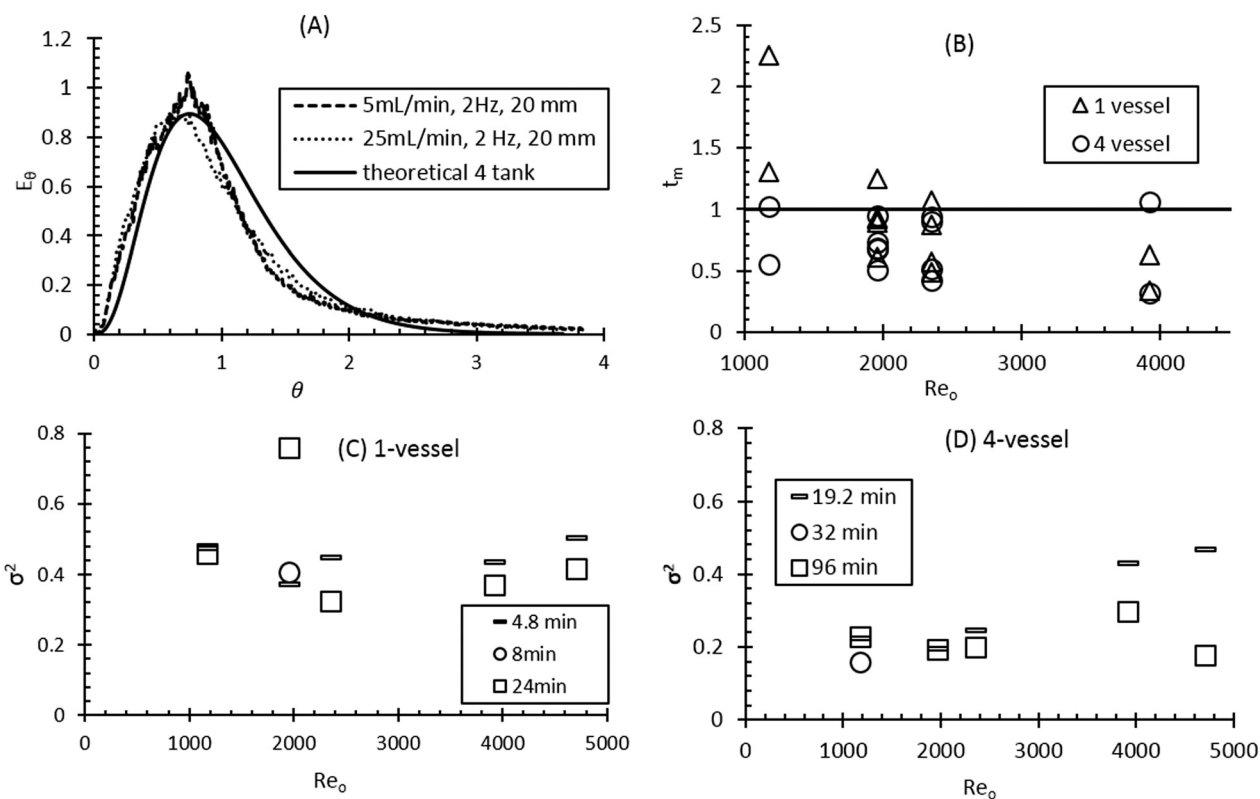 (A)
1.2
1
0.8
0.6
0.4
0.2
0
Eθ
5mL/min, 2Hz, 20 mm
25mL/min, 2 Hz, 20 mm
theoretical 4 tank
0 1 2 3 4
θ
(B)
2.5
2
1.5
1
0.5
0
tm
1 vessel
4 vessel
1000 2000 3000 4000
Reo
(C) 1-vessel
0.8
0.6
0.4
0.2
0
σ²
4.8 min
8min
24min
0 1000 2000 3000 4000 5000
Reo
(D) 4-vessel
0.8
0.6
0.4
0.2
0
σ²
19.2 min
32 min
96 min
0 1000 2000 3000 4000 5000
Reo